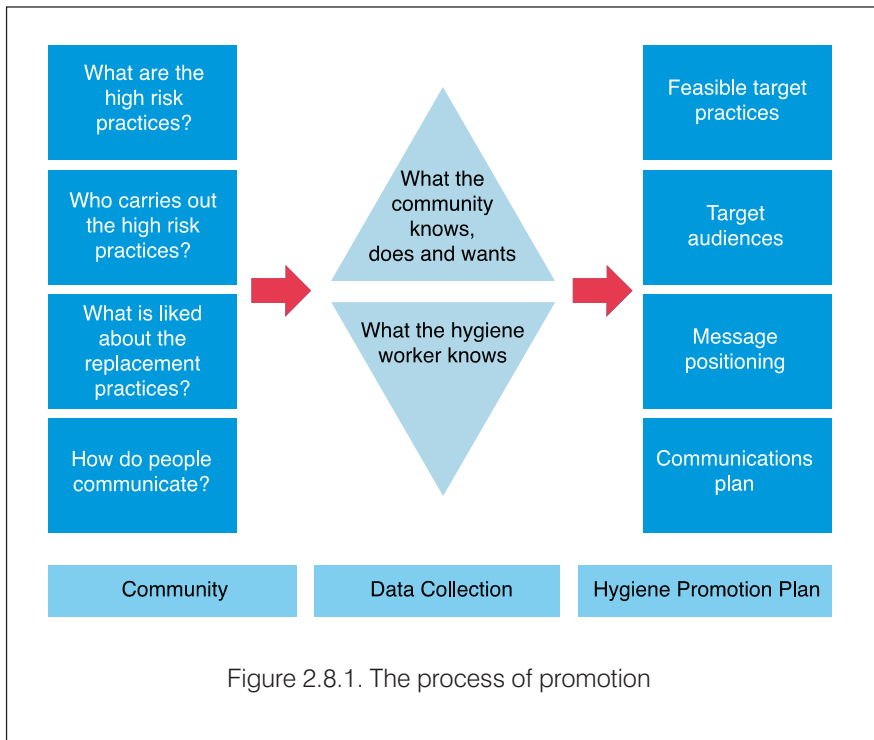 What are the
high risk
practices?
Who carries out
the high risk
practices?
What is liked
about the
replacement
practices?
How do people
communicate?
What the
community
knows,
does and wants
What the hygiene
worker knows
Feasible target
practices
Target
audiences
Message
positioning
Communications
plan
Community
Data Collection
Hygiene Promotion Plan
Figure 2.8.1. The process of promotion